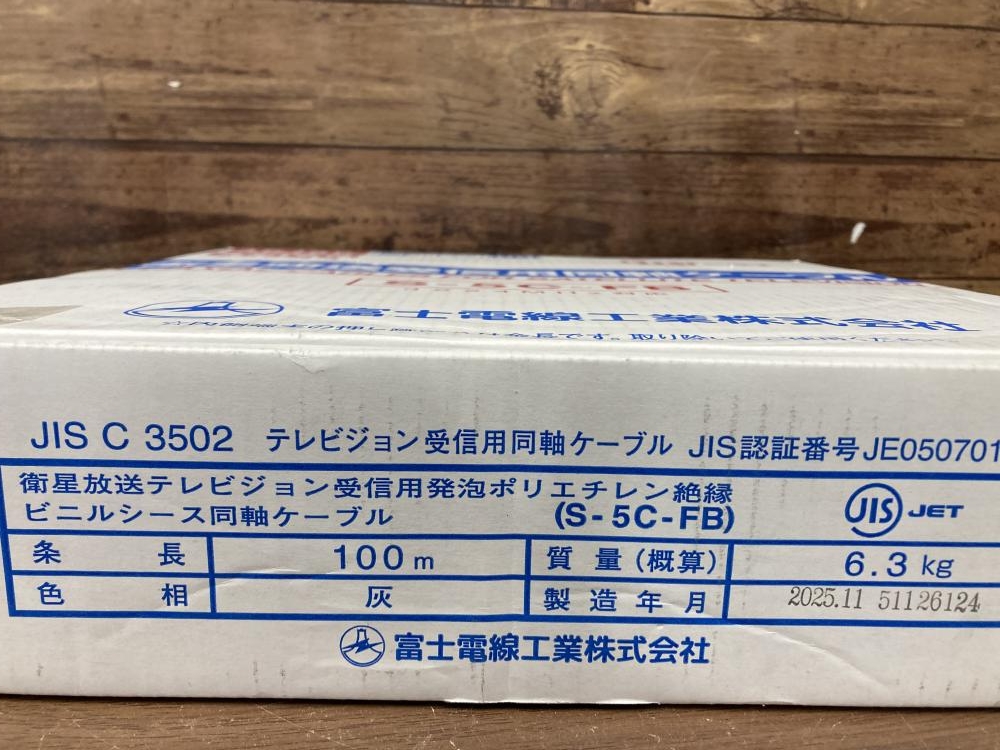 S-5C-FB
富士電線工業株式会社
JIS C 3502 テレビジョン受信用同軸ケーブル JIS認証番号JE050701
衛星放送テレビジョン受信用発泡ポリエチレン絶縁
ビニルシース同軸ケーブル (S-5C-FB)
JIS JET
条長 100m 質量(概算) 6.3kg
色相 灰 製造年月 2025.11 51126124
富士電線工業株式会社